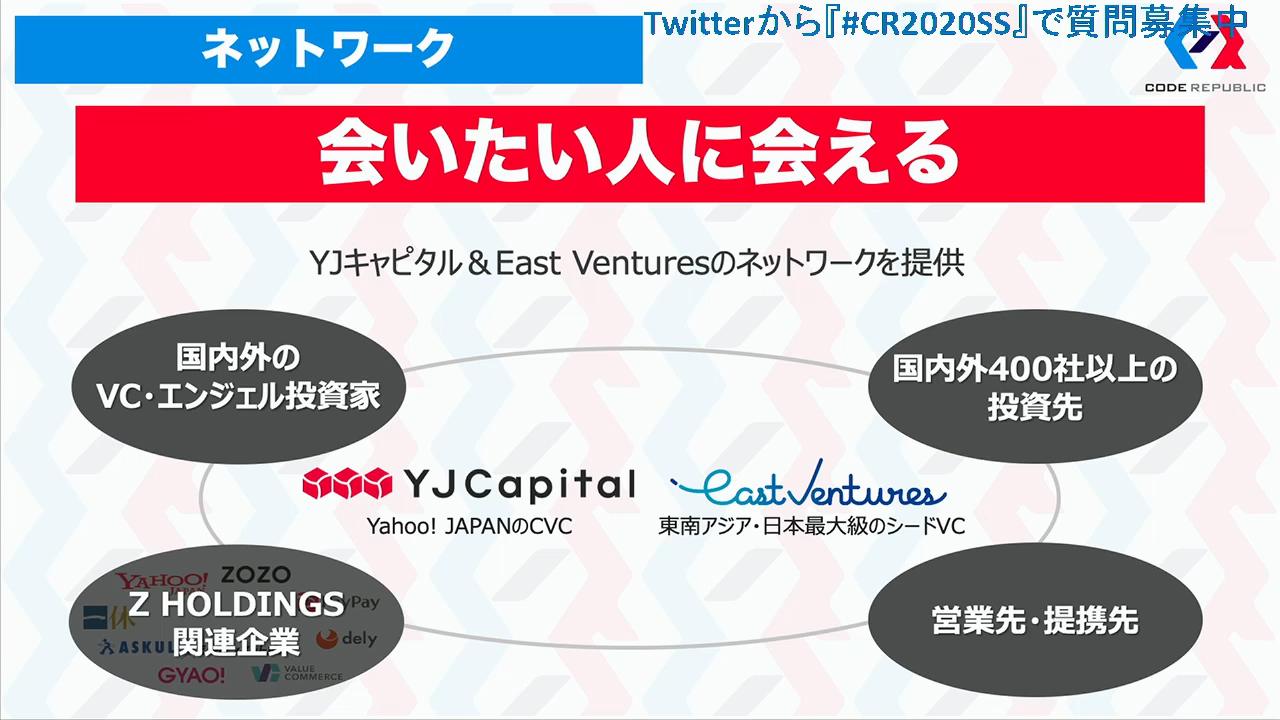 Twitterから『#CR2020SS』で質問募集中
ネットワーク
CODE REPUBLIC
会いたい人に会える
YJキャピタル＆East Venturesのネットワークを提供
国内外の
VC・エンジェル投資家
国内外400社以上の
投資先
YJCapital
Yahoo! JAPANのCVC
East Ventures
東南アジア・日本最大級のシードVC
YAHOO!
JAPAN
ZOZO
PayPay
一休
Z HOLDINGS
関連企業
ASKUL
dely
GYAO!
VALUE
COMMERCE
営業先・提携先